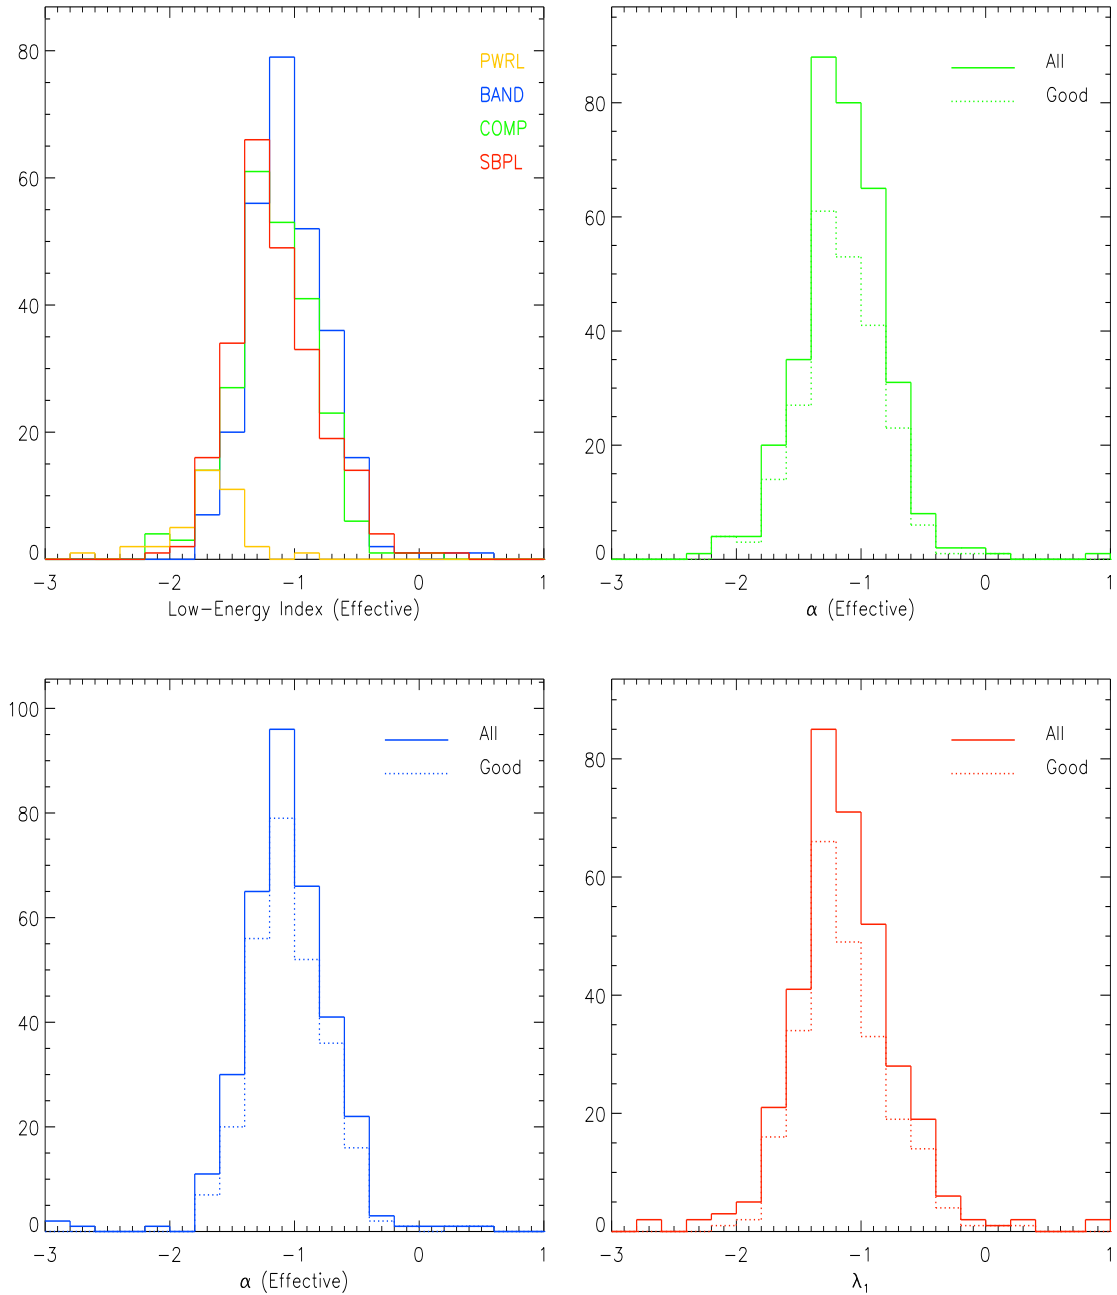 80
60
40
20
0
-3 -2 -1 0 1
Low-Energy Index (Effective)
PWRL
BAND
COMP
SBPL
80
60
40
20
0
-3 -2 -1 0 1
α (Effective)
All
Good
100
80
60
40
20
0
-3 -2 -1 0 1
α (Effective)
All
Good
80
60
40
20
0
-3 -2 -1 0 1
λ₁
All
Good